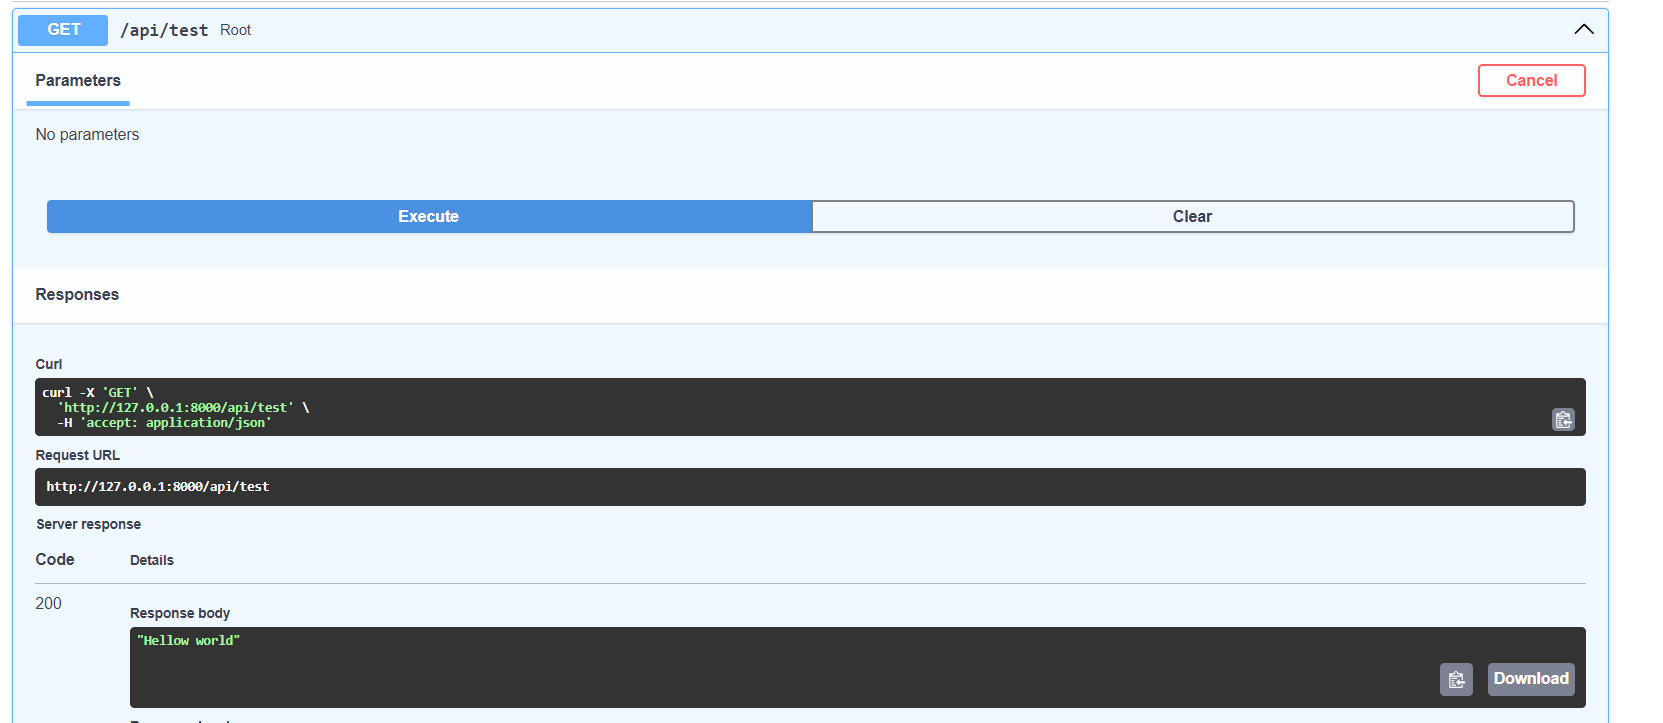 GET /api/test Root
Parameters
Cancel
No parameters
Execute
Clear
Responses
Curl
curl -X 'GET' \
'http://127.0.0.1:8000/api/test' \
-H 'accept: application/json'
Request URL
http://127.0.0.1:8000/api/test
Server response
Code Details
200
Response body
"Hellow world"
Download